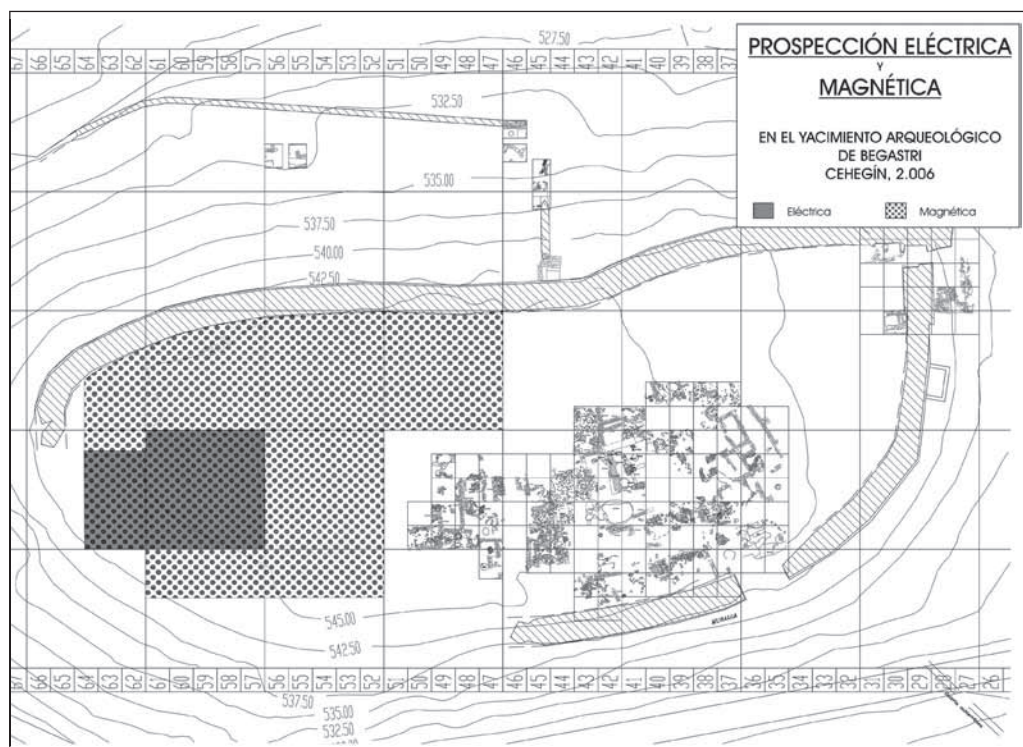 527.50
67 66 65 64 63 62 61 60 59 58 57 56 55 54 53 52 51 50 49 48 47 46 45 44 43 42 41 40 39 38 37
PROSPECCIÓN ELÉCTRICA
Y
MAGNÉTICA
EN EL YACIMIENTO ARQUEOLÓGICO
DE BEGASTRI
CEHEGÍN, 2.006
Eléctrica
Magnética
532.50
535.00
537.50
540.00
542.50
545.00
542.50
MURALLA
67 66 65 64 63 62 61 60 59 58 57 56 55 54 53 52 51 50 49 48 47 46 45 44 43 42 41 40 39 38 37 36 35 34 33 32 31 30 29 28 27 26
537.50
535.00
532.50